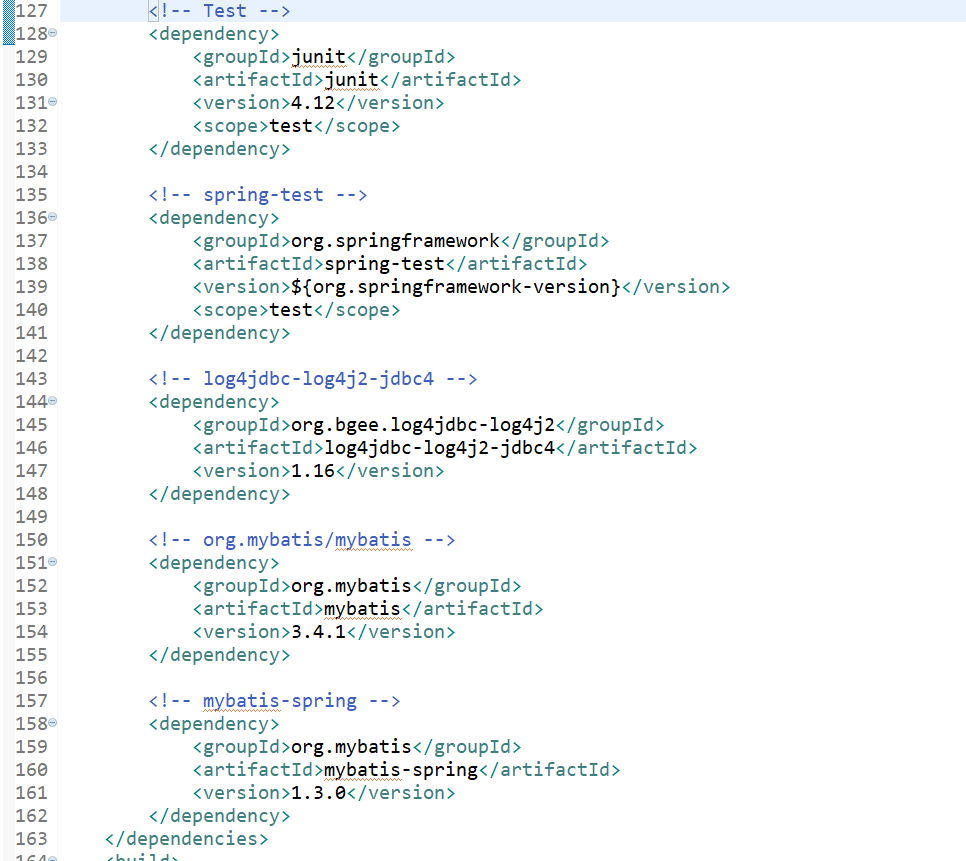 127 <!-- Test -->
128 <dependency>
129 <groupId>junit</groupId>
130 <artifactId>junit</artifactId>
131 <version>4.12</version>
132 <scope>test</scope>
133 </dependency>
134
135 <!-- spring-test -->
136 <dependency>
137 <groupId>org.springframework</groupId>
138 <artifactId>spring-test</artifactId>
139 <version>${org.springframework-version}</version>
140 <scope>test</scope>
141 </dependency>
142
143 <!-- log4jdbc-log4j2-jdbc4 -->
144 <dependency>
145 <groupId>org.bgee.log4jdbc-log4j2</groupId>
146 <artifactId>log4jdbc-log4j2-jdbc4</artifactId>
147 <version>1.16</version>
148 </dependency>
149
150 <!-- org.mybatis/mybatis -->
151 <dependency>
152 <groupId>org.mybatis</groupId>
153 <artifactId>mybatis</artifactId>
154 <version>3.4.1</version>
155 </dependency>
156
157 <!-- mybatis-spring -->
158 <dependency>
159 <groupId>org.mybatis</groupId>
160 <artifactId>mybatis-spring</artifactId>
161 <version>1.3.0</version>
162 </dependency>
163 </dependencies>
164 <build>